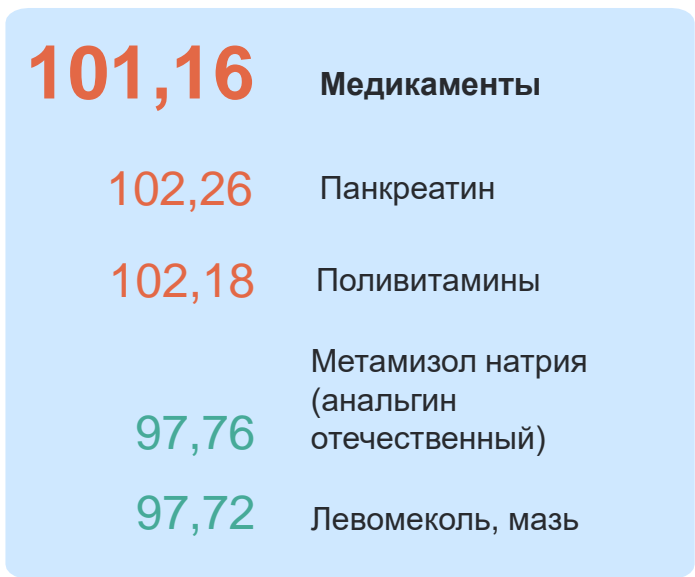 101,16 Медикаменты
102,26 Панкреатин
102,18 Поливитамины
Метамизол натрия
(анальгин
97,76 отечественный)
97,72 Левомеколь, мазь